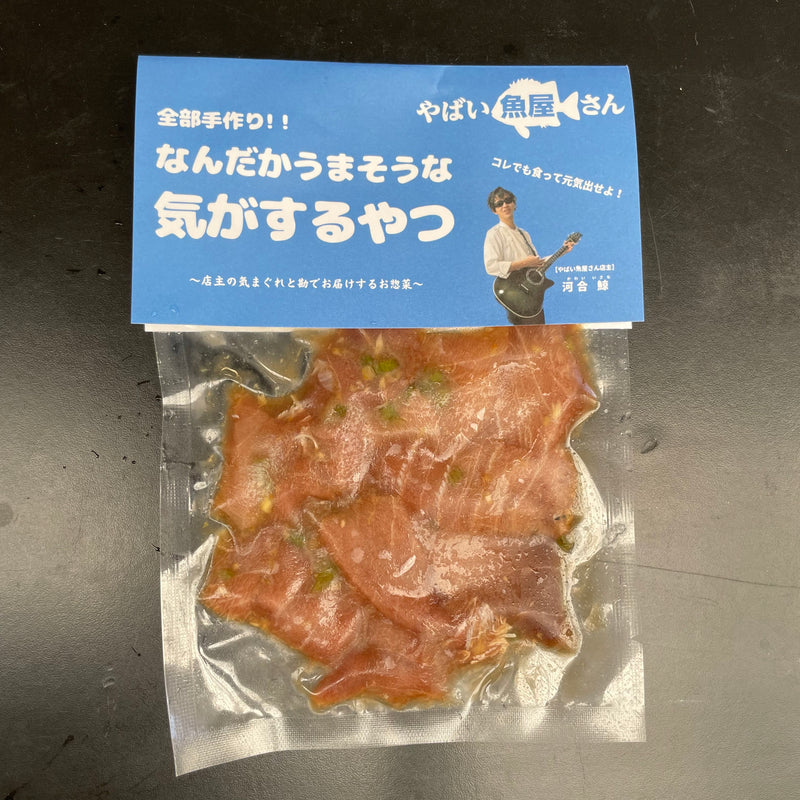 やばい魚屋さん
全部手作り!!
なんだかうまそうな
気がするやつ
コレでも食って元気出せよ!
〜店主の気まぐれと勘でお届けするお惣菜〜
[やばい魚屋さん店主]
かわい いさな
河合 鯨